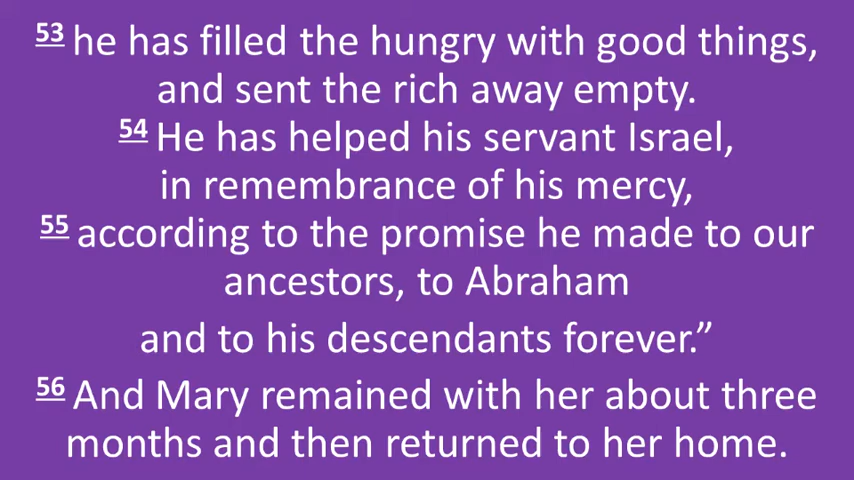 53 he has filled the hungry with good things,
and sent the rich away empty.
54 He has helped his servant Israel,
in remembrance of his mercy,
55 according to the promise he made to our
ancestors, to Abraham
and to his descendants forever.”
56 And Mary remained with her about three
months and then returned to her home.